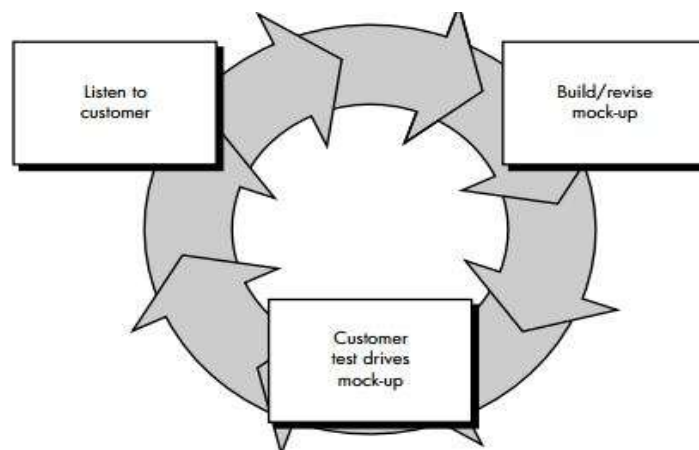 Listen to
customer
Build/revise
mock-up
Customer
test drives
mock-up